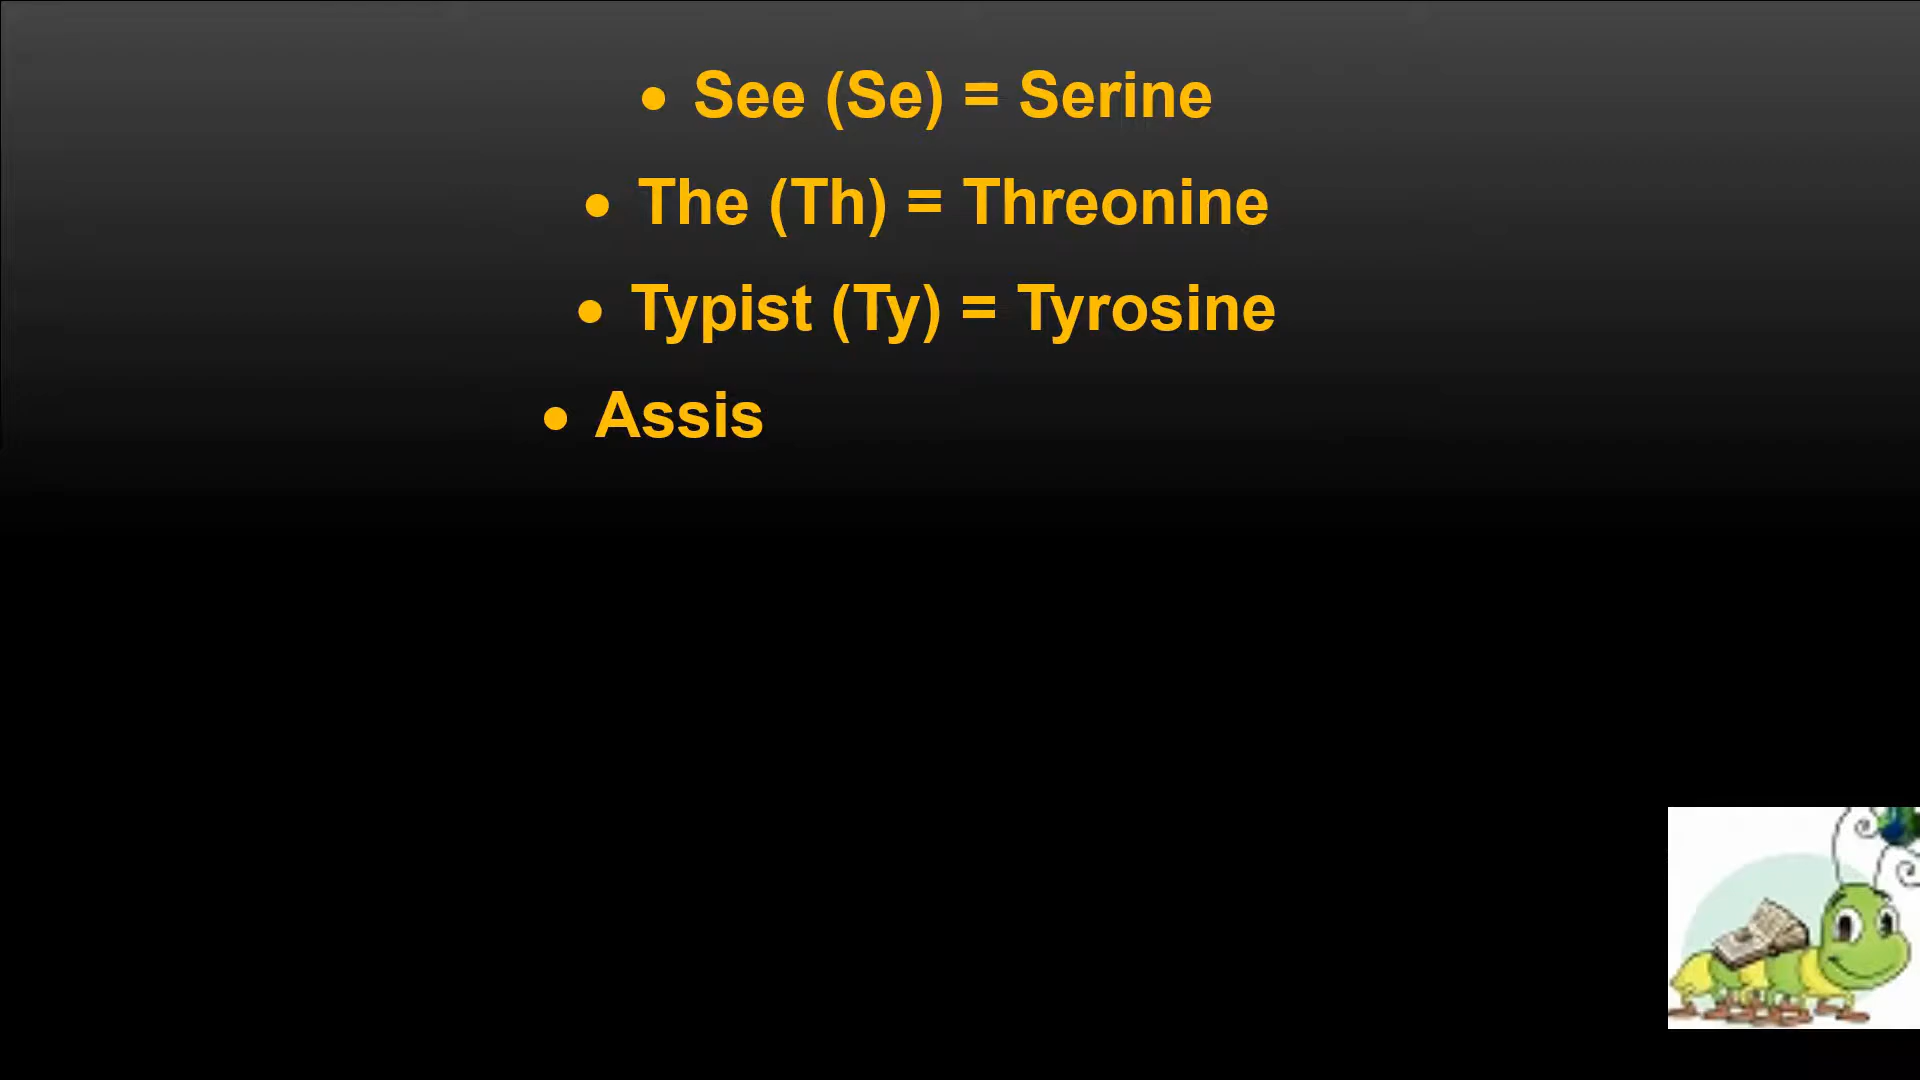 • See (Se) = Serine
• The (Th) = Threonine
• Typist (Ty) = Tyrosine
• Assis